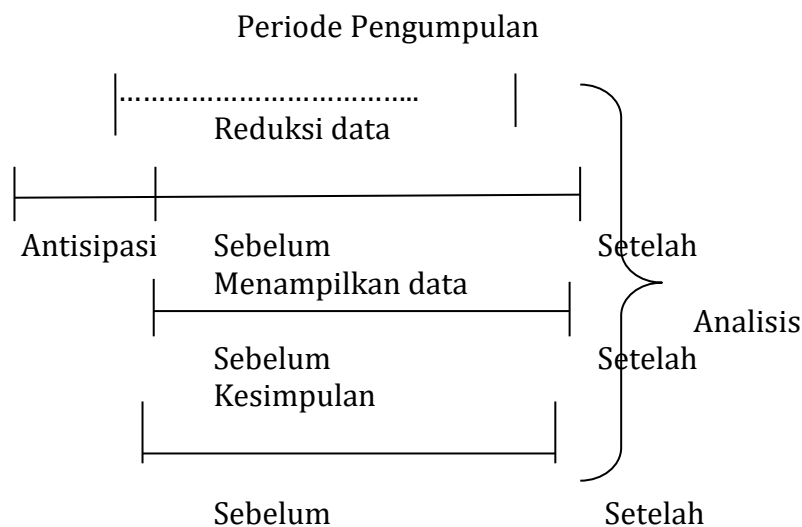 Periode Pengumpulan
…………………………………..
Reduksi data
Antisipasi Sebelum Setelah
Menampilkan data
Analisis
Sebelum Setelah
Kesimpulan
Sebelum Setelah